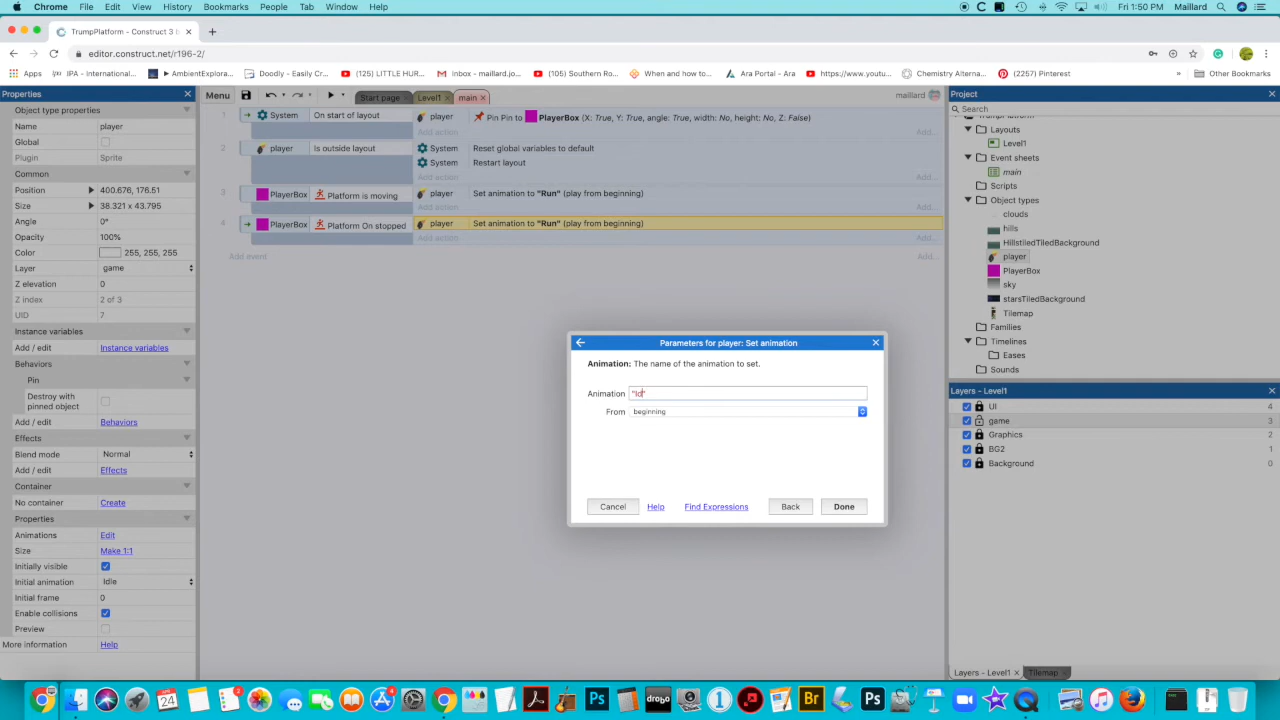 Chrome File Edit View History Bookmarks People Tab Window Help Fri 1:50 PM Maillard
TrumpPlatform - Construct 3 b
editor.construct.net/r196-2/
Apps IPA - International... AmbientExplora... Doodly - Easily Cr... (125) LITTLE HUR... Inbox - maillard.jo... (105) Southern Ro... When and how to... Ara Portal - Ara https://www.youtu... Chemistry Alterna... (2257) Pinterest » Other Bookmarks
Properties
Object type properties
Name player
Global
Plugin Sprite
Common
Position 400.676, 176.51
Size 38.321 x 43.795
Angle 0°
Opacity 100%
Color 255, 255, 255
Layer game
Z elevation 0
Z index 2 of 3
UID 7
Instance variables
Add / edit Instance variables
Behaviors
Pin
Destroy with pinned object
Add / edit Behaviors
Effects
Blend mode Normal
Add / edit Effects
Container
No container Create
Properties
Animations Edit
Size Make 1:1
Initially visible
Initial animation Idle
Initial frame 0
Enable collisions
Preview
More information Help
Menu Start page Level1 main maillard
1 System On start of layout player Pin Pin to PlayerBox (X: True, Y: True, angle: True, width: No, height: No, Z: False)
Add action Add...
2 player Is outside layout System Reset global variables to default
System Restart layout
Add action Add...
3 PlayerBox Platform is moving player Set animation to "Run" (play from beginning)
4 PlayerBox Platform On stopped player Set animation to "Run" (play from beginning)
Add action Add...
Add event Add...
Parameters for player: Set animation
Animation: The name of the animation to set.
Animation "Id"
From beginning
Cancel Help Find Expressions Back Done
Project
Search
TrumpPlatform
Layouts
Level1
Event sheets
main
Scripts
Object types
clouds
hills
HillstiledTiledBackground
player
PlayerBox
sky
starsTiledBackground
Tilemap
Families
Timelines
Eases
Sounds
Layers - Level1
UI 4
game 3
Graphics 2
BG2 1
Background 0
Layers - Level1 Tilemap